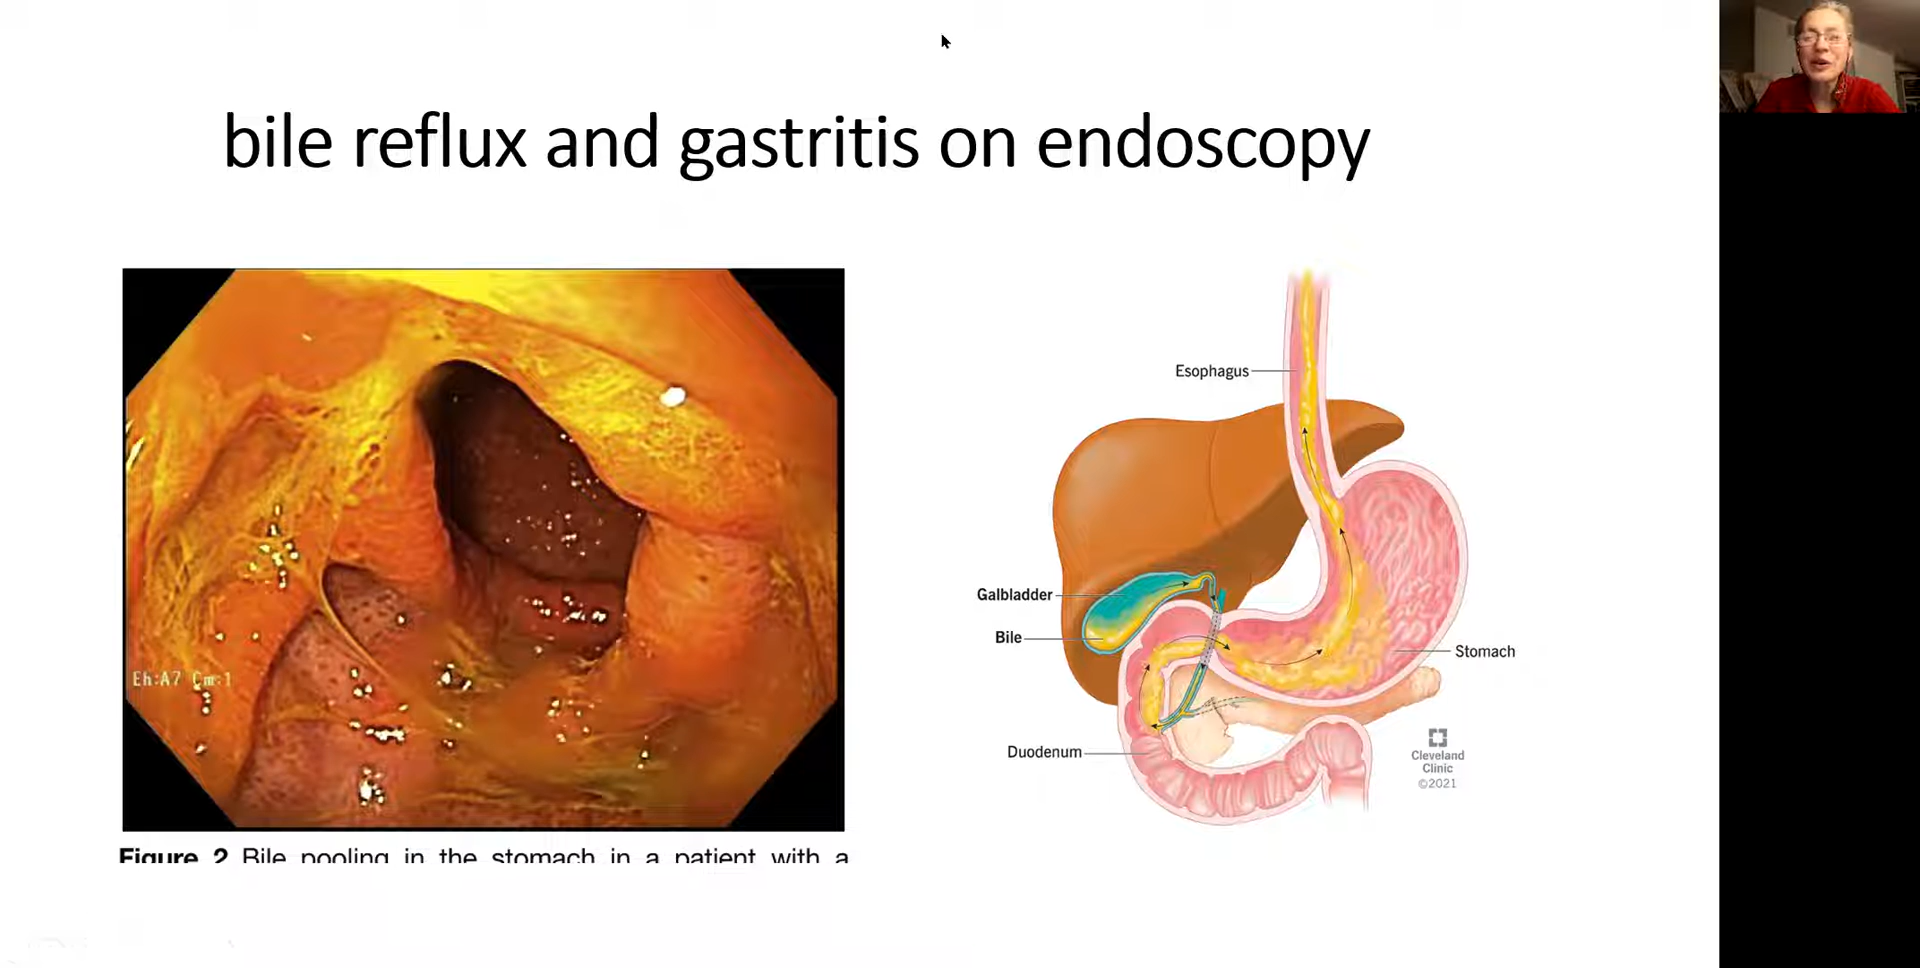 bile reflux and gastritis on endoscopy
Eh:A7 Cm:1
Figure 2 Bile pooling in the stomach in a patient with a
Esophagus
Galbladder
Bile
Stomach
Duodenum
Cleveland
Clinic
©2021